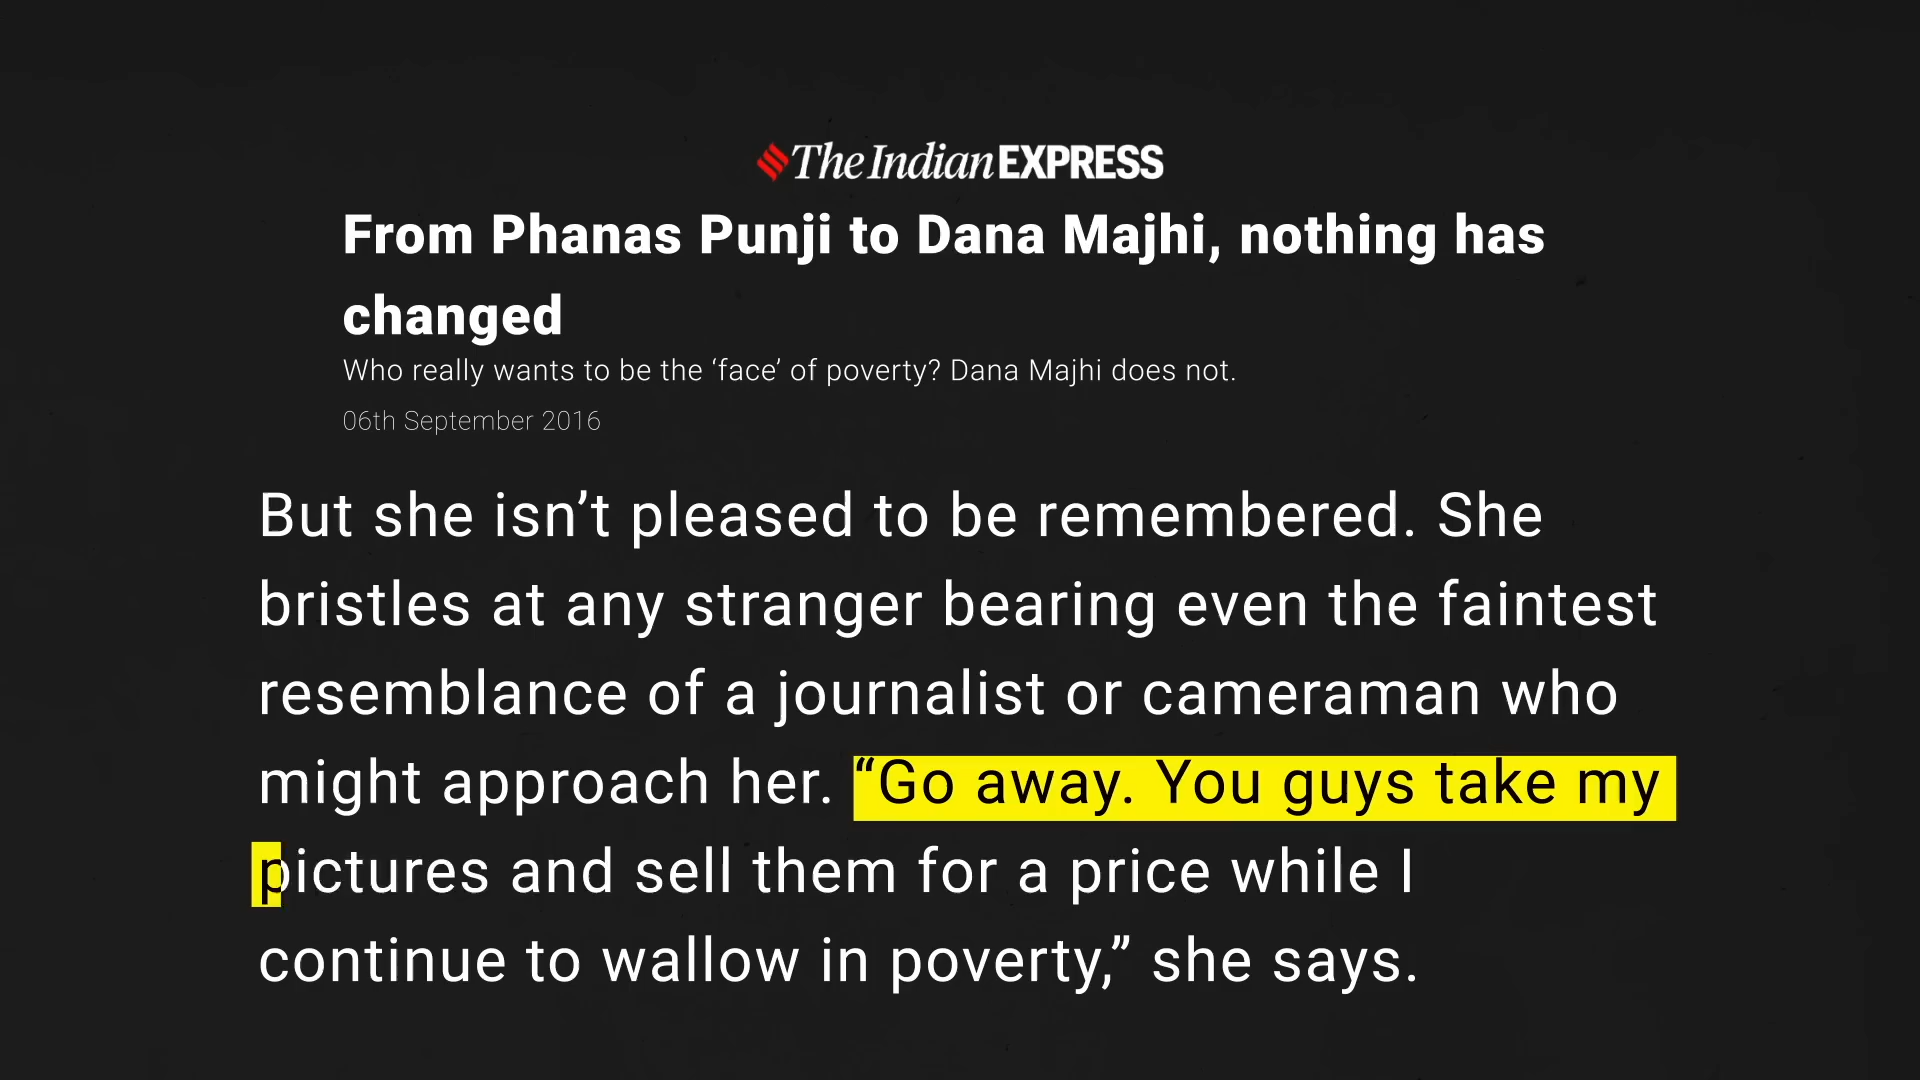 The Indian EXPRESS
From Phanas Punji to Dana Majhi, nothing has
changed
Who really wants to be the ‘face’ of poverty? Dana Majhi does not.
06th September 2016
But she isn’t pleased to be remembered. She
bristles at any stranger bearing even the faintest
resemblance of a journalist or cameraman who
might approach her. “Go away. You guys take my
pictures and sell them for a price while I
continue to wallow in poverty,” she says.